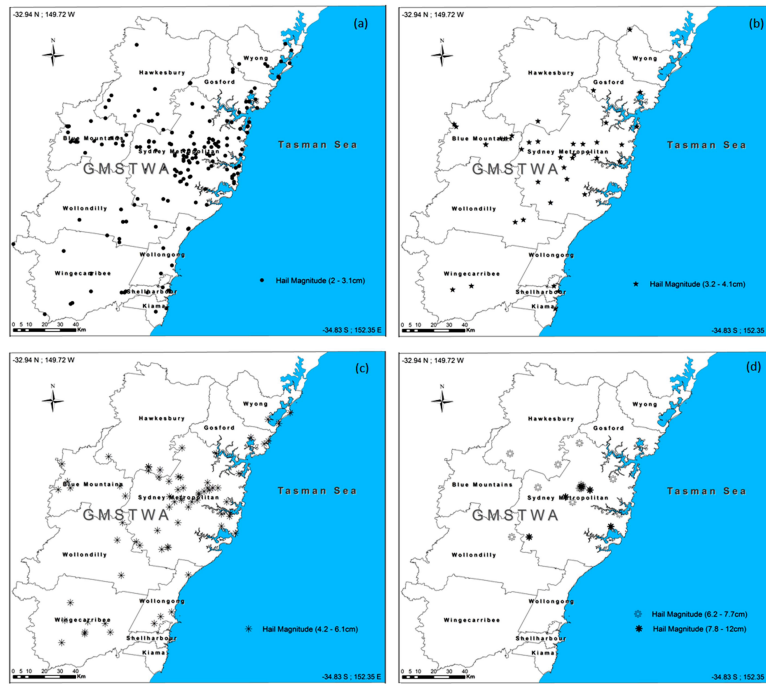 -32.94 N ; 149.72 W
(a)
N
Wyong
Hawkesbury
Gosford
Blue Mountains
Sydney Metropolitan
Tasman Sea
GMSTWA
Wollondilly
Wollongong
Wingecarribee
Hail Magnitude (2 - 3.1cm)
Shellharbour
Kiama
0 5 10 20 30 40 Km
-34.83 S ; 152.35 E
-32.94 N ; 149.72 W
(b)
N
Wyong
Hawkesbury
Gosford
Blue Mountains
Sydney Metropolitan
Tasman Sea
GMSTWA
Wollondilly
Wollongong
Wingecarribee
Hail Magnitude (3.2 - 4.1cm)
Shellharbour
Kiama
0 5 10 20 30 40 Km
-34.83 S ; 152.35 E
-32.94 N ; 149.72 W
(c)
N
Wyong
Hawkesbury
Gosford
Blue Mountains
Sydney Metropolitan
Tasman Sea
GMSTWA
Wollondilly
Wollongong
Wingecarribee
Hail Magnitude (4.2 - 6.1cm)
Shellharbour
Kiama
0 5 10 20 30 40 Km
-34.83 S ; 152.35 E
-32.94 N ; 149.72 W
(d)
N
Wyong
Hawkesbury
Gosford
Blue Mountains
Sydney Metropolitan
Tasman Sea
GMSTWA
Wollondilly
Wollongong
Hail Magnitude (6.2 - 7.7cm)
Wingecarribee
Hail Magnitude (7.8 - 12cm)
Shellharbour
Kiama
0 5 10 20 30 40 Km
-34.83 S ; 152.35